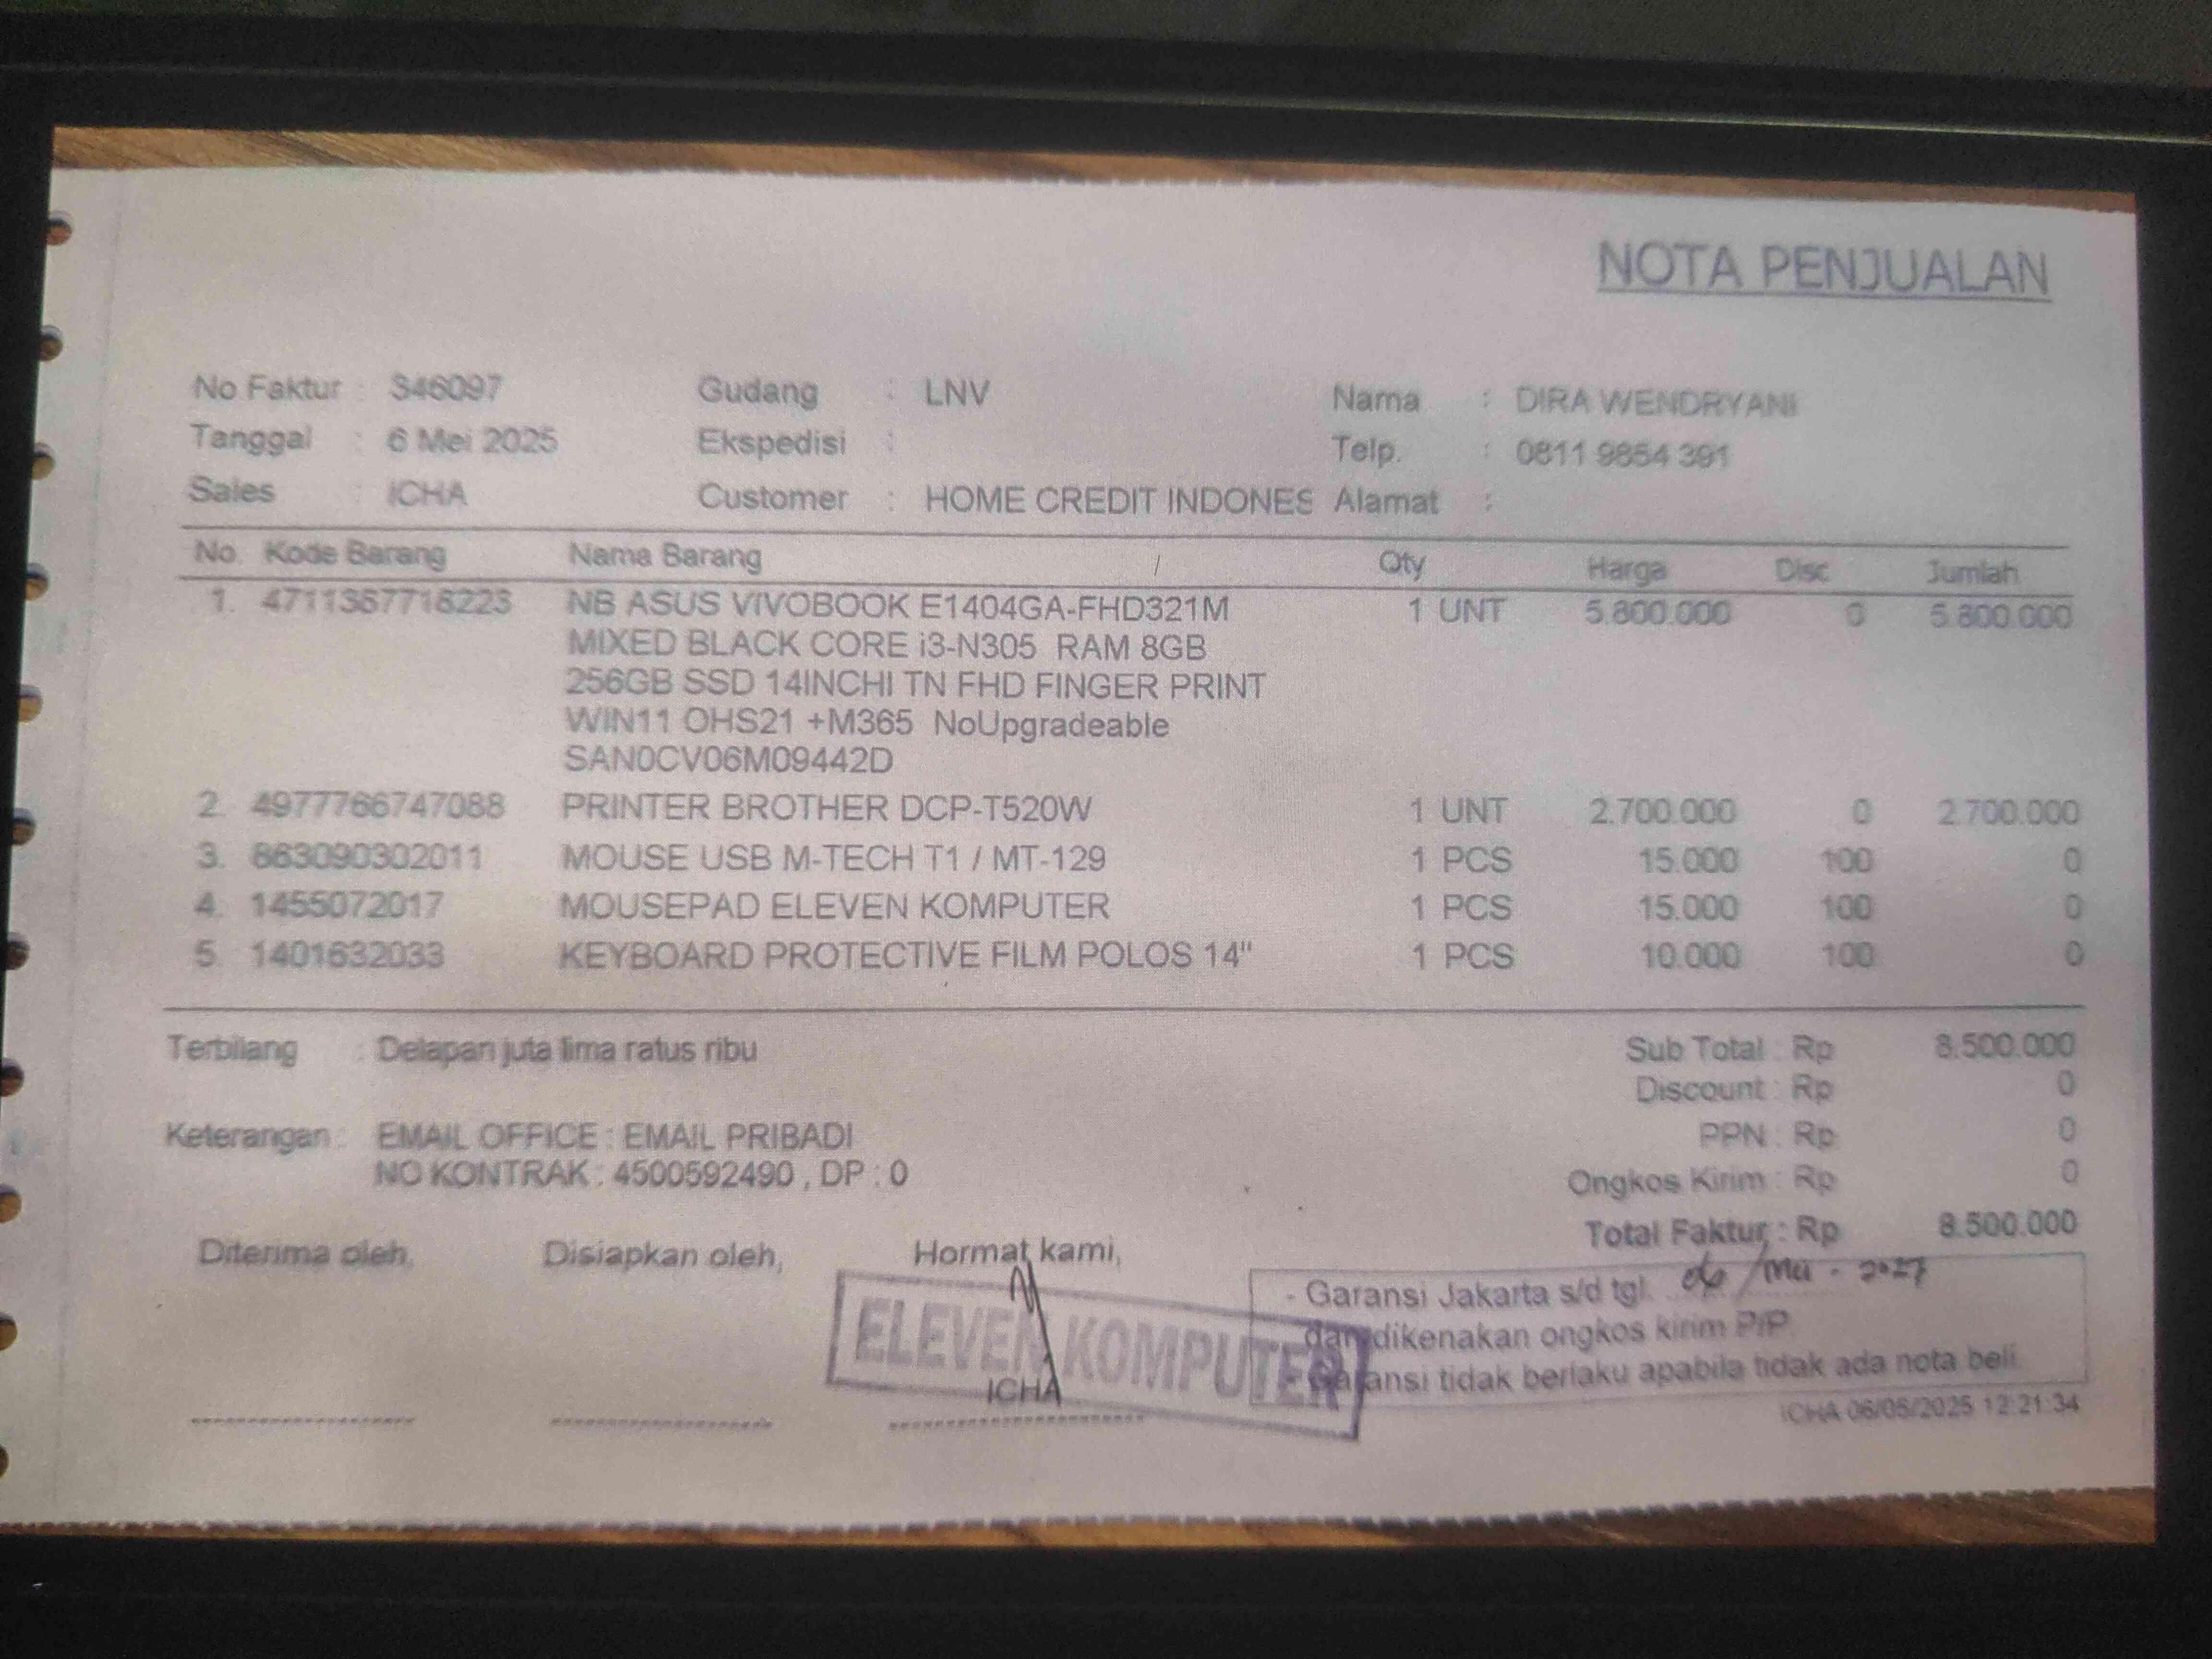 NOTA PENJUALAN
No Faktur : 346097 Gudang : LNV Nama : DIRA WENDRYANI
Tanggal : 6 Mei 2025 Ekspedisi : Telp. : 0811 9854 391
Sales : ICHA Customer : HOME CREDIT INDONES Alamat :
No. Kode Barang Nama Barang Qty Harga Disc Jumlah
1. 4711387718223 NB ASUS VIVOBOOK E1404GA-FHD321M 1 UNT 5.800.000 0 5.800.000
MIXED BLACK CORE i3-N305 RAM 8GB
256GB SSD 14INCHI TN FHD FINGER PRINT
WIN11 OHS21 +M365 NoUpgradeable
SAN0CV06M09442D
2. 4977766747088 PRINTER BROTHER DCP-T520W 1 UNT 2.700.000 0 2.700.000
3. 863090302011 MOUSE USB M-TECH T1 / MT-129 1 PCS 15.000 100 0
4. 1455072017 MOUSEPAD ELEVEN KOMPUTER 1 PCS 15.000 100 0
5. 1401632033 KEYBOARD PROTECTIVE FILM POLOS 14" 1 PCS 10.000 100 0
Terbilang : Delapan juta lima ratus ribu Sub Total : Rp 8.500.000
Discount : Rp 0
Keterangan : EMAIL OFFICE : EMAIL PRIBADI PPN : Rp 0
NO KONTRAK : 4500592490 , DP : 0 Ongkos Kirim : Rp 0
Total Faktur : Rp 8.500.000
Diterima oleh, Disiapkan oleh, Hormat kami,
- Garansi Jakarta s/d tgl. 06 / Mei - 2027
dan dikenakan ongkos kirim P/P.
- Garansi tidak berlaku apabila tidak ada nota beli.
ELEVEN KOMPUTER
ICHA
ICHA 06/05/2025 12:21:34